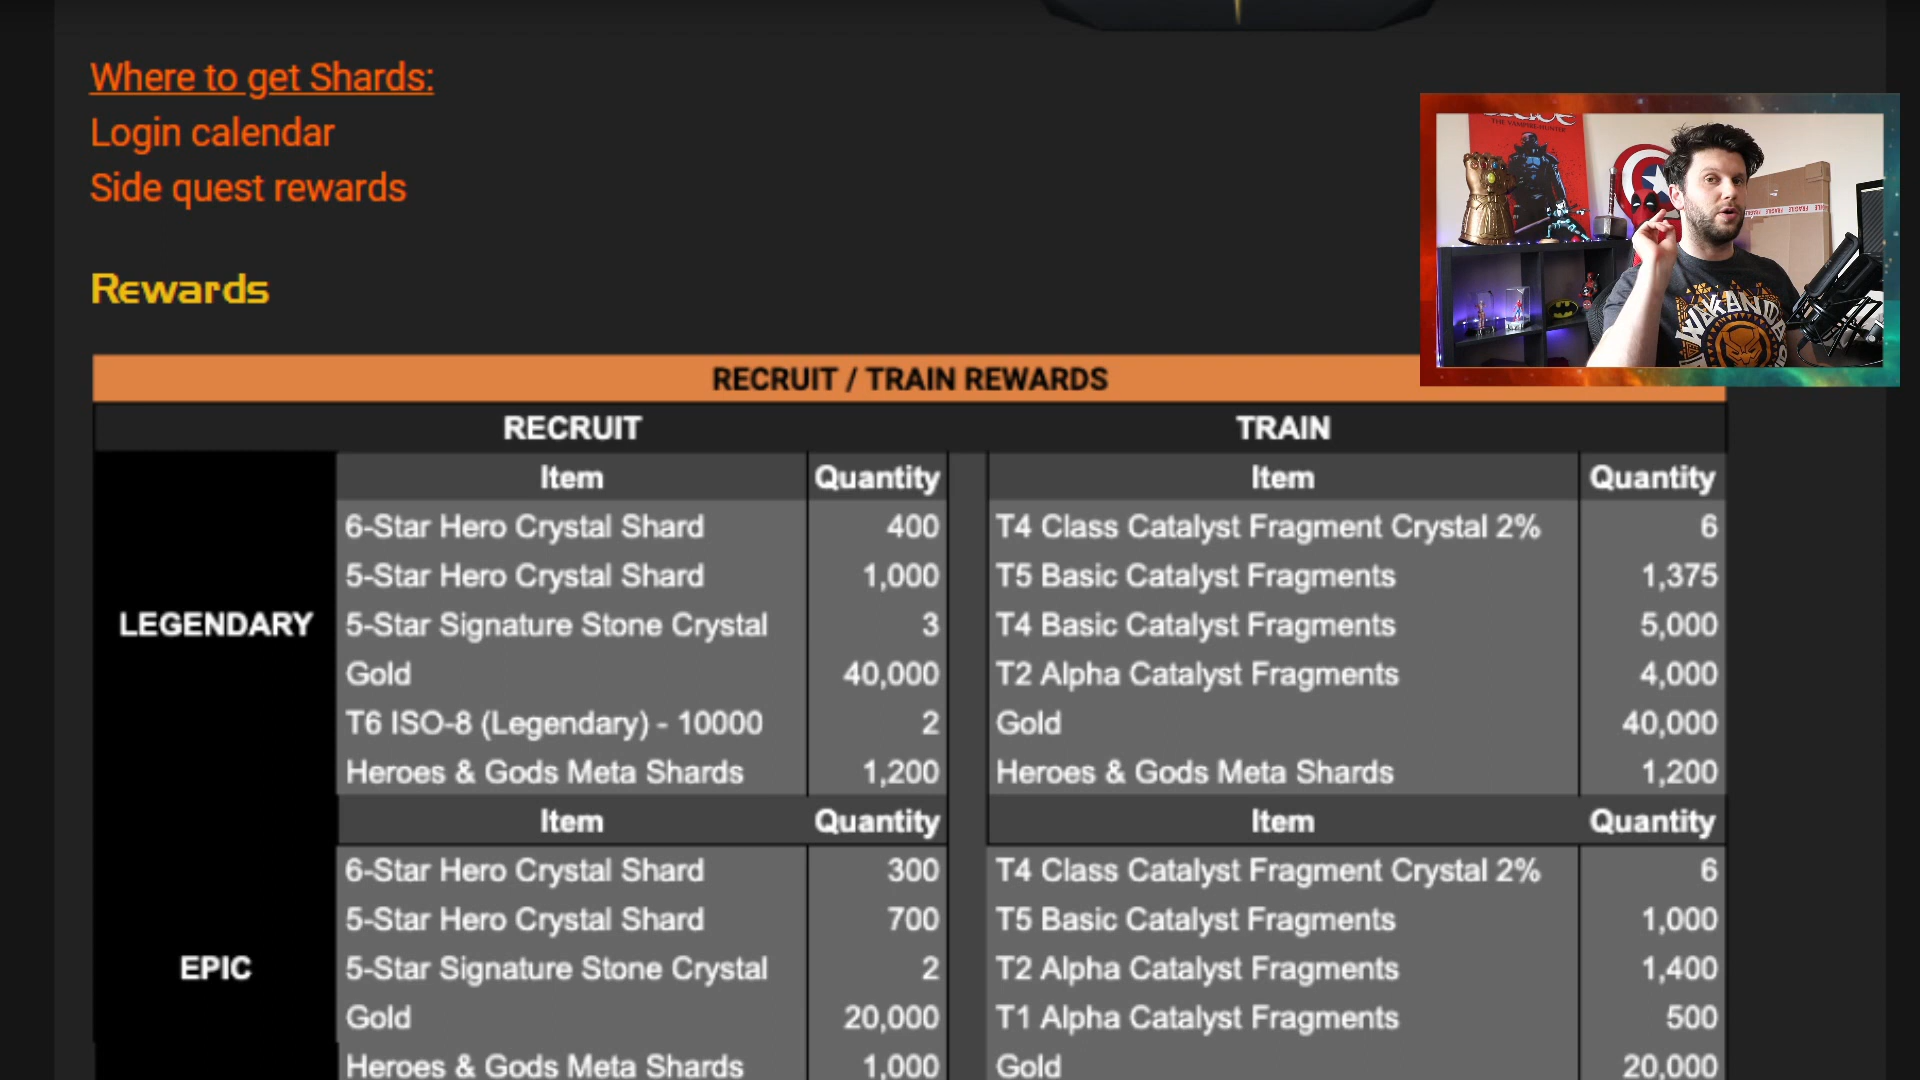 Where to get Shards:
Login calendar
Side quest rewards
Rewards
THE VAMPIRE HUNTER
FRAGILE FRAGILE
WAKANDA
RECRUIT / TRAIN REWARDS
RECRUIT TRAIN
Item Quantity Item Quantity
LEGENDARY
6-Star Hero Crystal Shard 400 T4 Class Catalyst Fragment Crystal 2% 6
5-Star Hero Crystal Shard 1,000 T5 Basic Catalyst Fragments 1,375
5-Star Signature Stone Crystal 3 T4 Basic Catalyst Fragments 5,000
Gold 40,000 T2 Alpha Catalyst Fragments 4,000
T6 ISO-8 (Legendary) - 10000 2 Gold 40,000
Heroes & Gods Meta Shards 1,200 Heroes & Gods Meta Shards 1,200
Item Quantity Item Quantity
EPIC
6-Star Hero Crystal Shard 300 T4 Class Catalyst Fragment Crystal 2% 6
5-Star Hero Crystal Shard 700 T5 Basic Catalyst Fragments 1,000
5-Star Signature Stone Crystal 2 T2 Alpha Catalyst Fragments 1,400
Gold 20,000 T1 Alpha Catalyst Fragments 500
Heroes & Gods Meta Shards 1,000 Gold 20,000